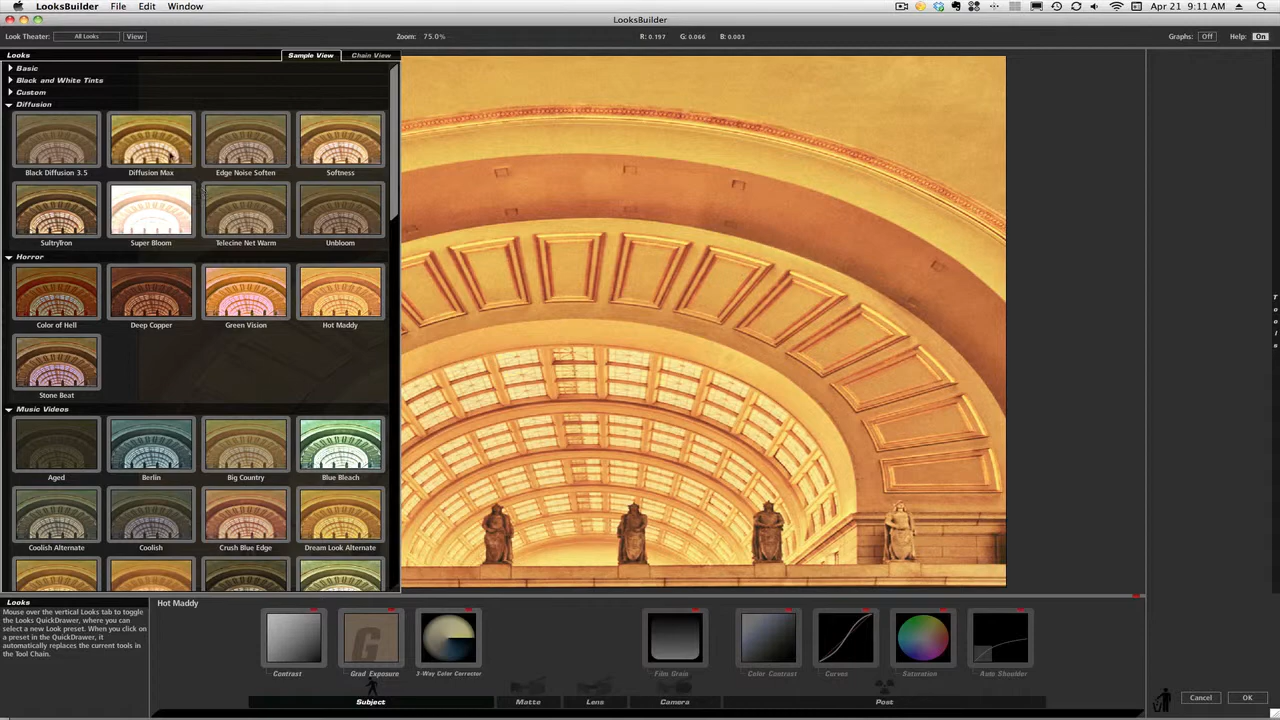 LooksBuilder File Edit Window Apr 21 9:11 AM
LooksBuilder
Look Theater: All Looks View Zoom: 75.0% R: 0.197 G: 0.066 B: 0.003 Graphs: Off Help: On
Looks Sample View Chain View
Basic
Black and White Tints
Custom
Diffusion
Black Diffusion 3.5 Diffusion Max Edge Noise Soften Softness
SultryTron Super Bloom Telecine Net Warm Unbloom
Horror
Color of Hell Deep Copper Green Vision Hot Maddy
Stone Beat
Music Videos
Aged Berlin Big Country Blue Bleach
Coolish Alternate Coolish Crush Blue Edge Dream Look Alternate
Tools
Looks
Mouse over the vertical Looks tab to toggle
the Looks QuickDrawer, where you can
select a new Look preset. When you click on
a preset in the QuickDrawer, it
automatically replaces the current tools in
the Tool Chain.
Hot Maddy
G
Contrast Grad Exposure 3-Way Color Corrector Film Grain Color Contrast Curves Saturation Auto Shoulder
Subject Matte Lens Camera Post
Cancel OK